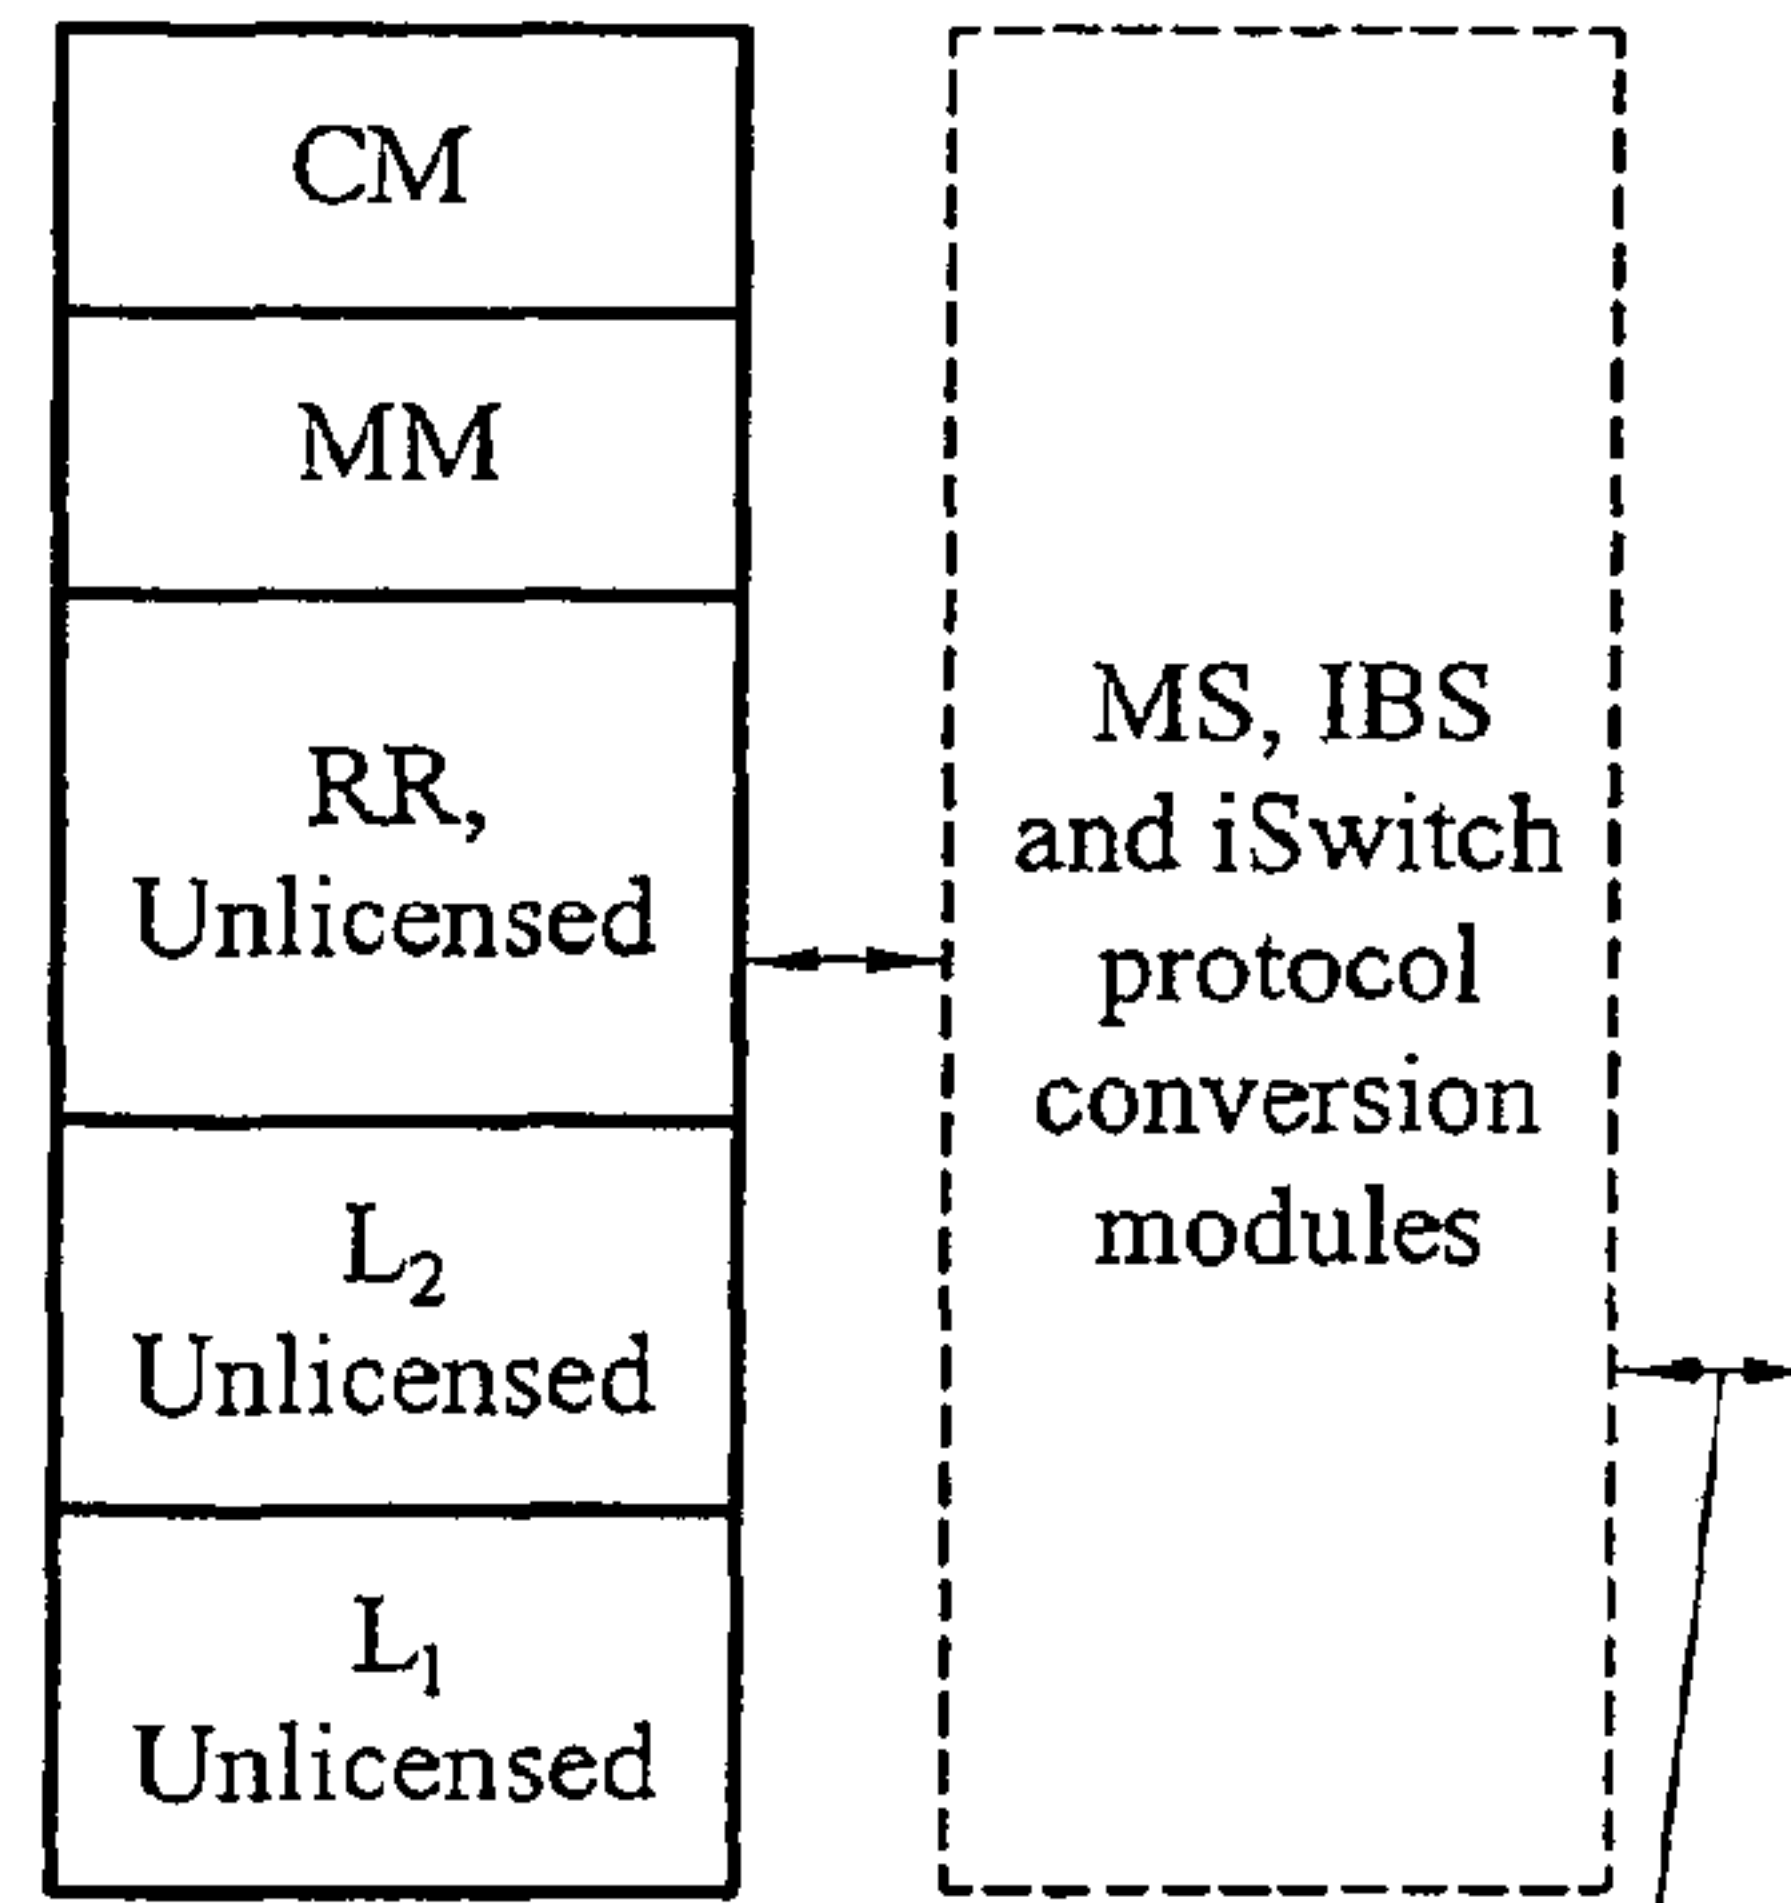 CM
MM
RR,
Unlicensed
L₂
Unlicensed
L₁
Unlicensed
MS, IBS
and iSwitch
protocol
conversion
modules